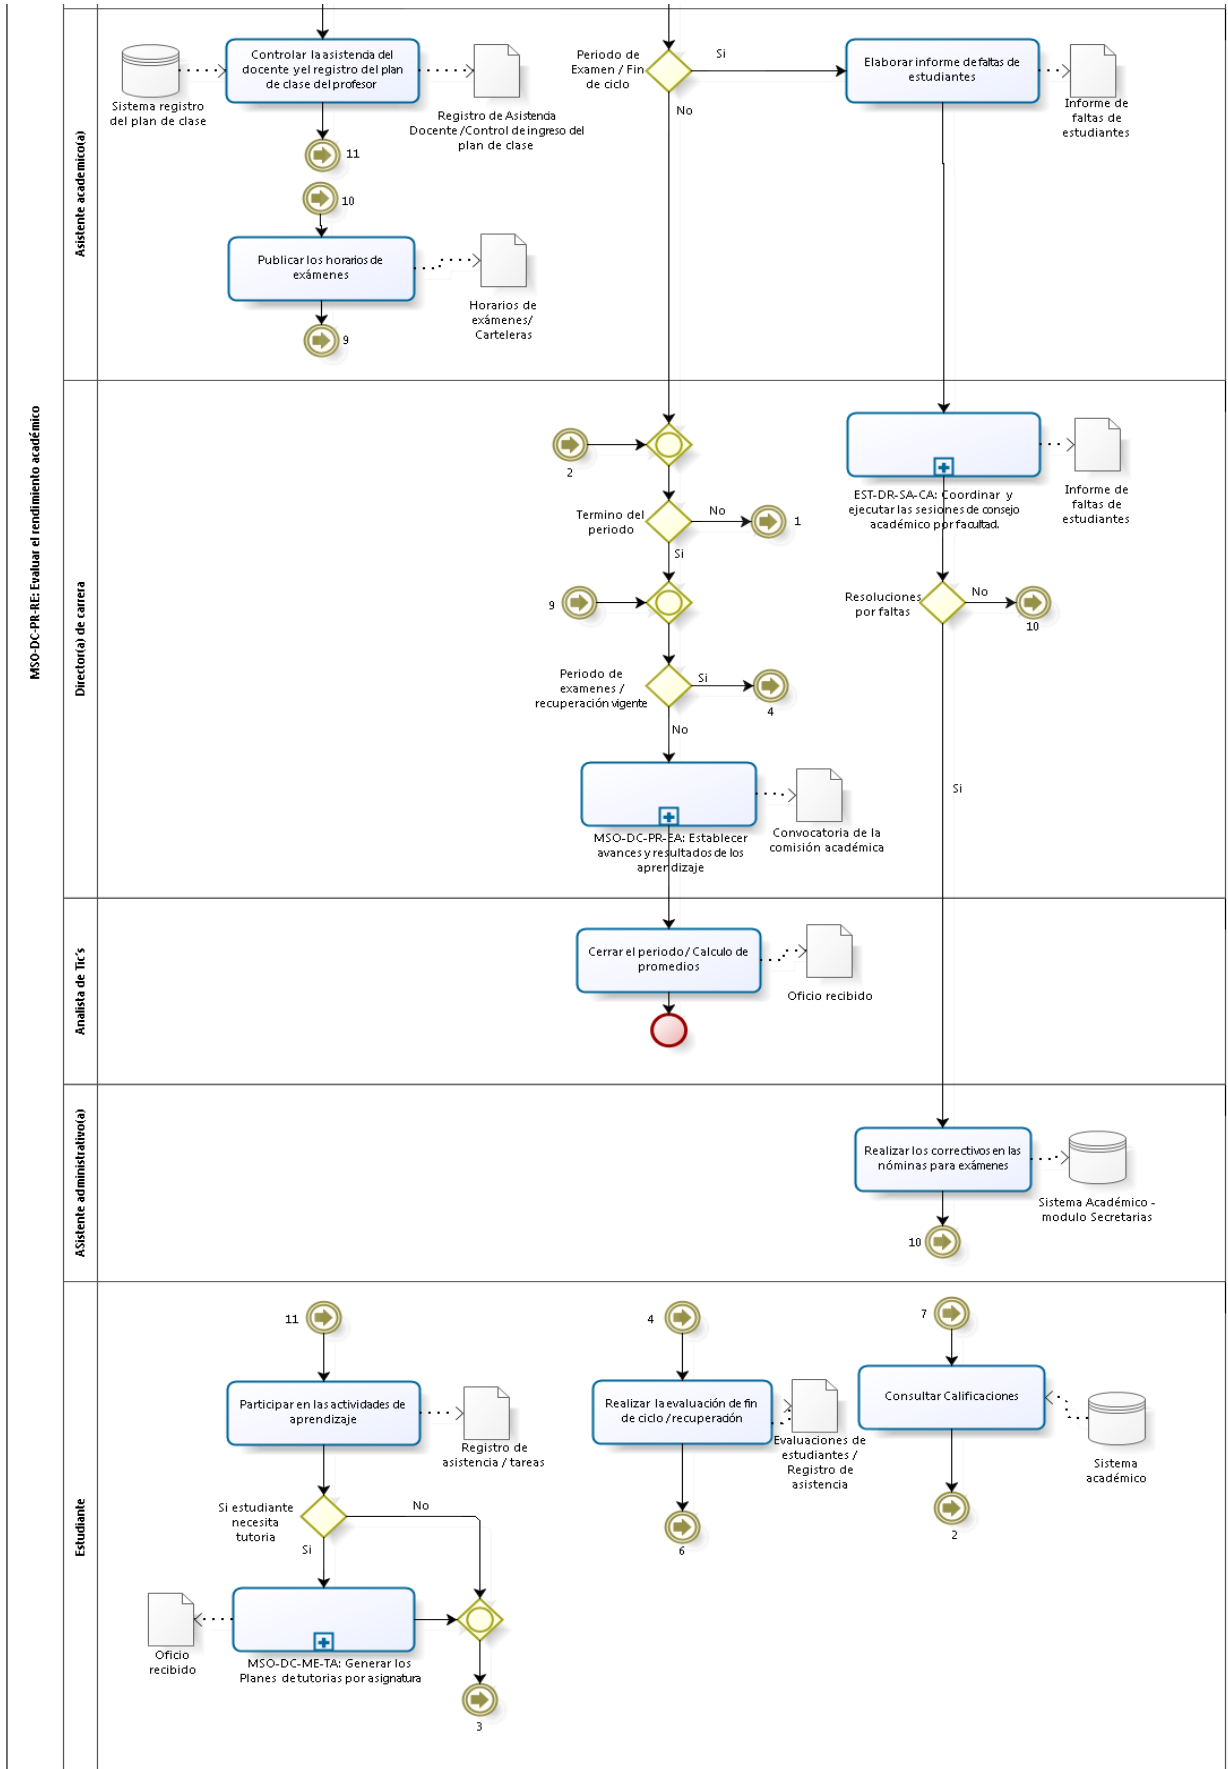 MSO-DC-PR-RE: Evaluar el rendimiento académico
Asistente academico(a)
Sistema registro
del plan de clase
Controlar la asistencia del
docente y el registro del plan
de clase del profesor
Registro de Asistencia
Docente /Control de ingreso del
plan de clase
11
10
Publicar los horarios de
exámenes
Horarios de
exámenes/
Carteleras
9
Periodo de
Examen / Fin
de ciclo
Si
No
Elaborar informe de faltas de
estudiantes
Informe de
faltas de
estudiantes
Director(a) de carrera
2
Termino del
periodo
No
1
Si
9
Periodo de
examenes /
recuperación vigente
Si
4
No
MSO-DC-PR-EA: Establecer
avances y resultados de los
aprendizaje
Convocatoria de la
comisión académica
EST-DR-SA-CA: Coordinar y
ejecutar las sesiones de consejo
académico por facultad.
Informe de
faltas de
estudiantes
Resoluciones
por faltas
No
10
Si
Analista de Tic's
Cerrar el periodo/ Calculo de
promedios
Oficio recibido
ASistente administrativo(a)
Realizar los correctivos en las
nóminas para exámenes
Sistema Académico -
modulo Secretarias
10
Estudiante
11
Participar en las actividades de
aprendizaje
Registro de
asistencia / tareas
Si estudiante
necesita
tutoria
No
Si
Oficio
recibido
MSO-DC-ME-TA: Generar los
Planes de tutorias por asignatura
3
4
Realizar la evaluación de fin
de ciclo /recuperación
Evaluaciones de
estudiantes /
Registro de
asistencia
6
7
Consultar Calificaciones
Sistema
académico
2